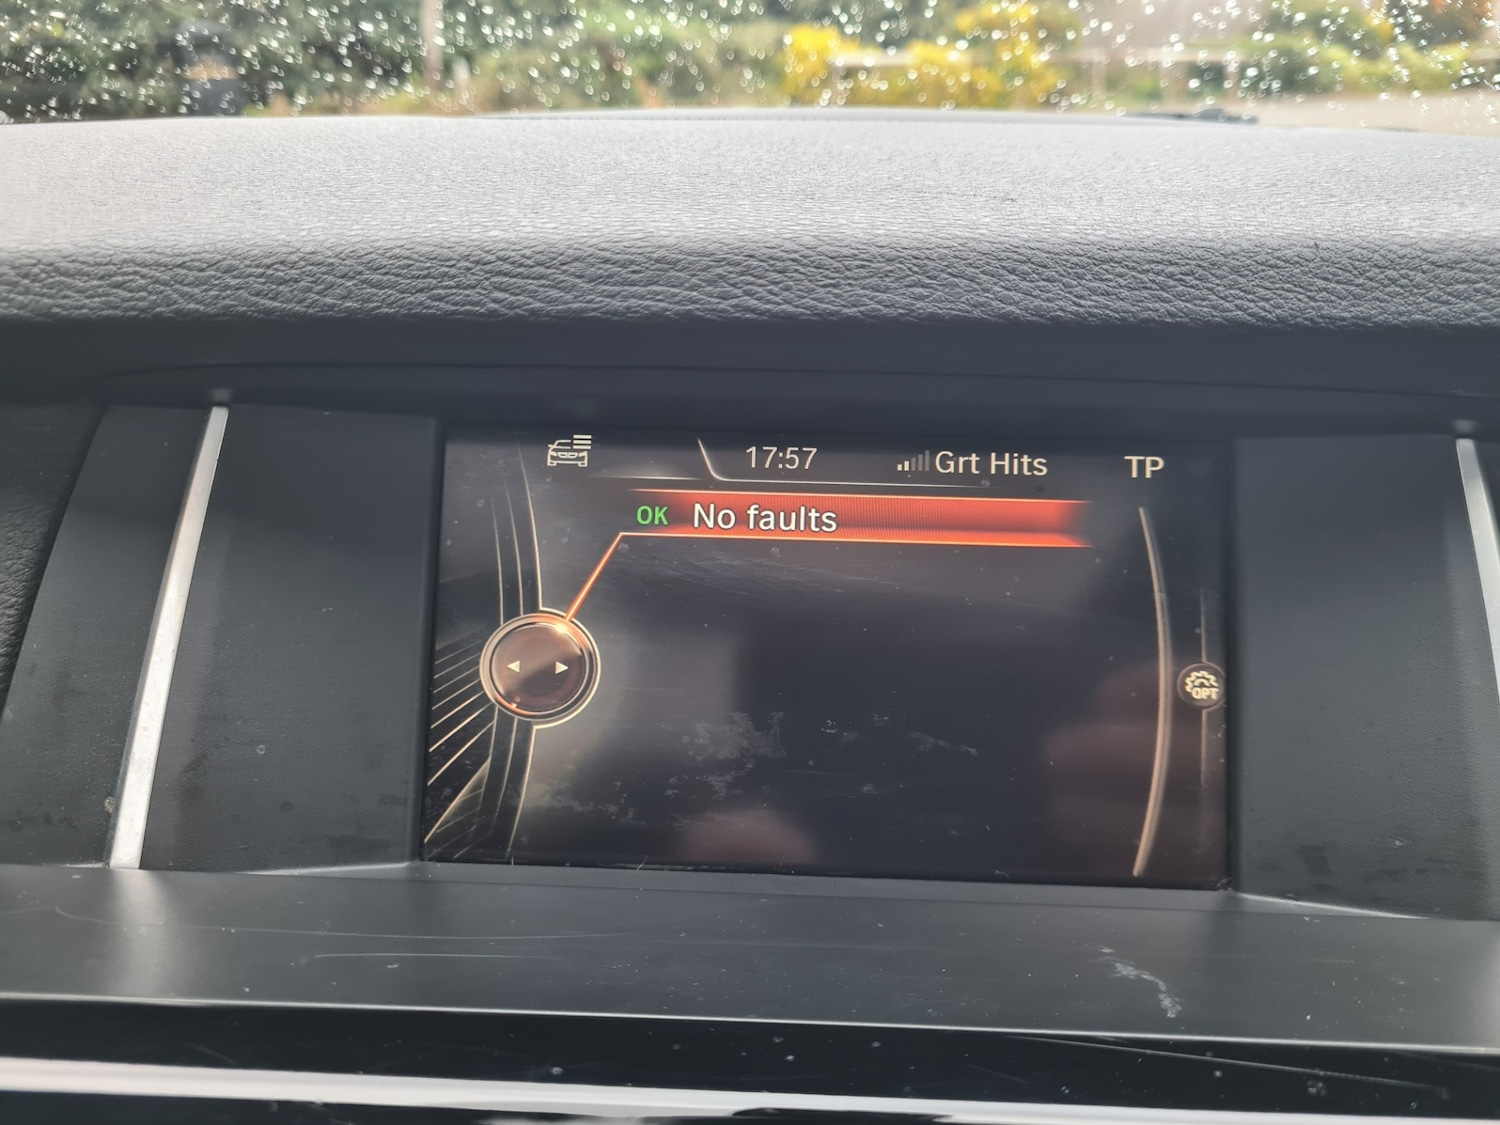 17:57 Grt Hits TP
OK No faults
OPT